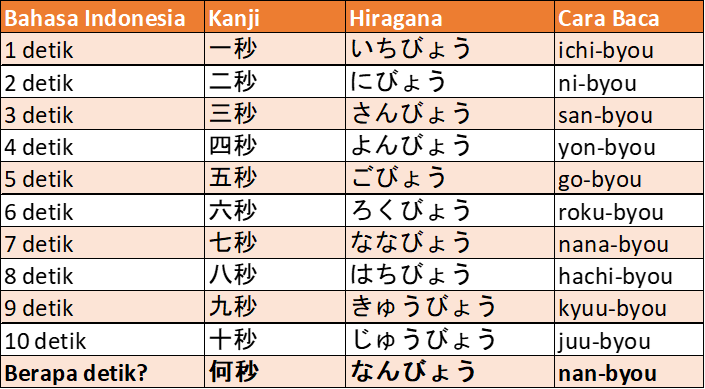 Bahasa Indonesia Kanji Hiragana Cara Baca
1 detik 一秒 いちびょう ichi-byou
2 detik 二秒 にびょう ni-byou
3 detik 三秒 さんびょう san-byou
4 detik 四秒 よんびょう yon-byou
5 detik 五秒 ごびょう go-byou
6 detik 六秒 ろくびょう roku-byou
7 detik 七秒 ななびょう nana-byou
8 detik 八秒 はちびょう hachi-byou
9 detik 九秒 きゅうびょう kyuu-byou
10 detik 十秒 じゅうびょう juu-byou
Berapa detik? 何秒 なんびょう nan-byou